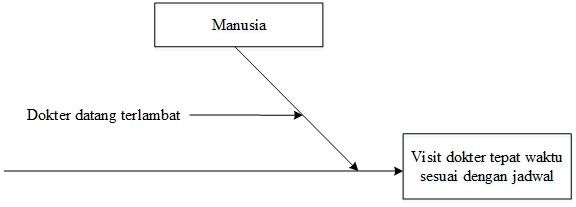 Manusia
Dokter datang terlambat
Visit dokter tepat waktu
sesuai dengan jadwal